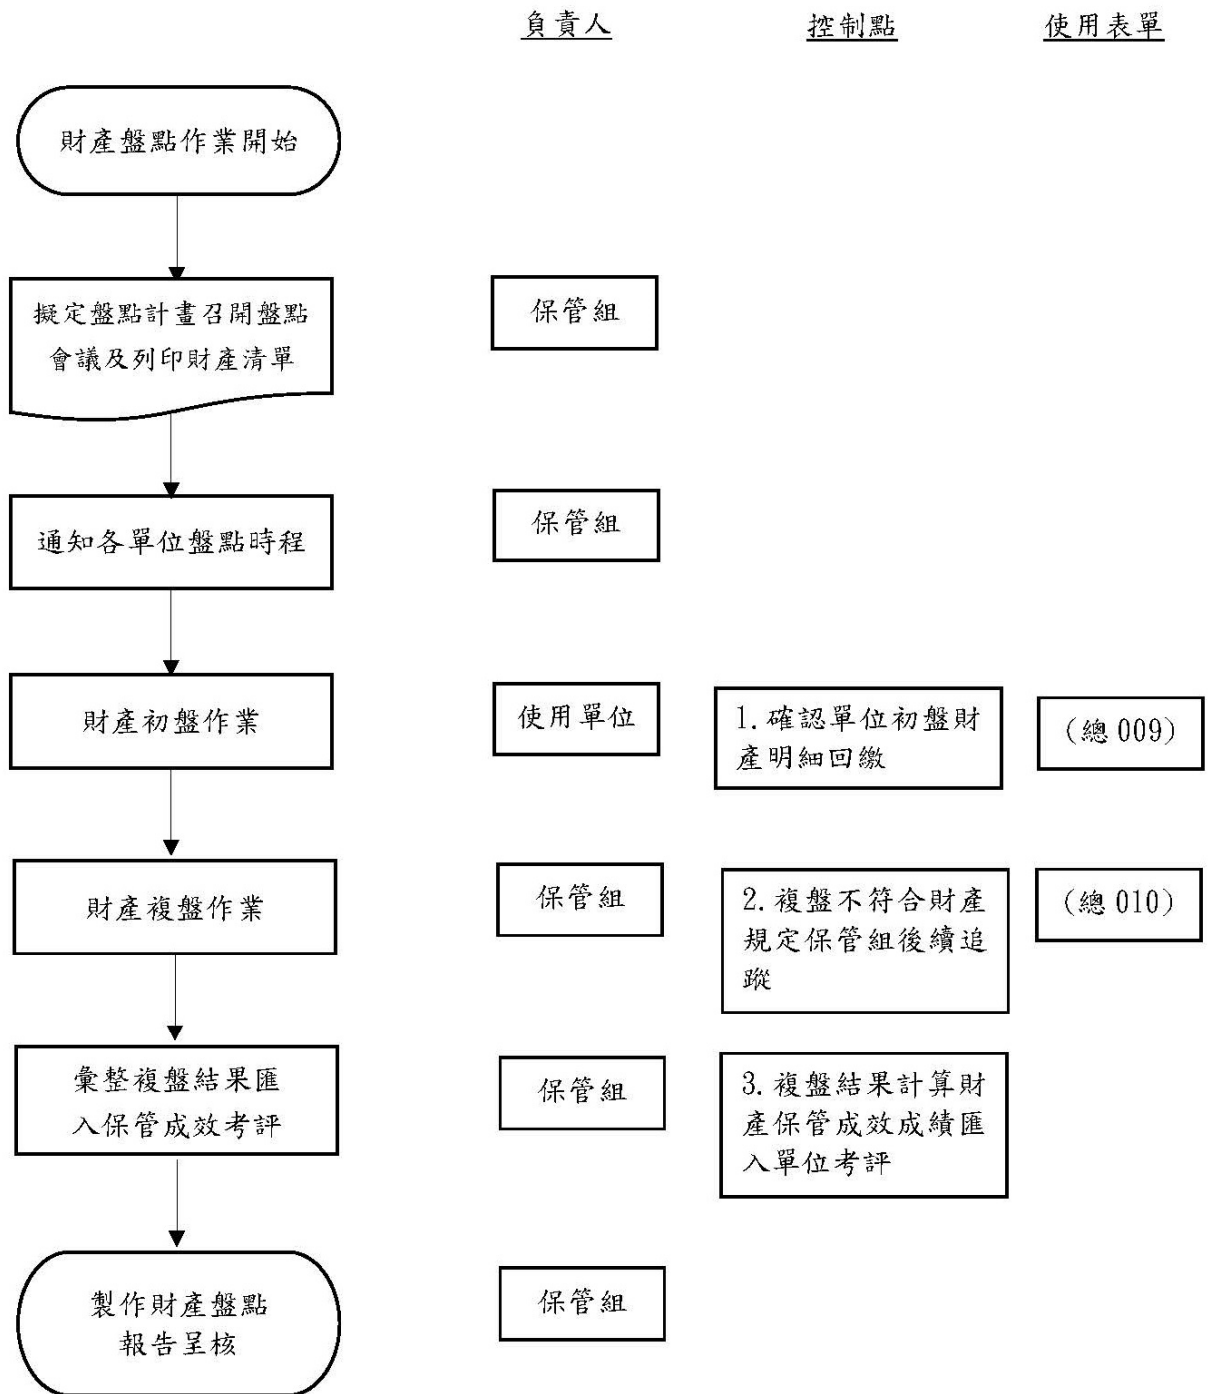 負責人 控制點 使用表單
財產盤點作業開始
擬定盤點計畫召開盤點
會議及列印財產清單
保管組
通知各單位盤點時程
保管組
財產初盤作業
使用單位
1.確認單位初盤財
產明細回繳
(總 009)
財產複盤作業
保管組
2.複盤不符合財產
規定保管組後續追
蹤
(總 010)
彙整複盤結果匯
入保管成效考評
保管組
3.複盤結果計算財
產保管成效成績匯
入單位考評
製作財產盤點
報告呈核
保管組